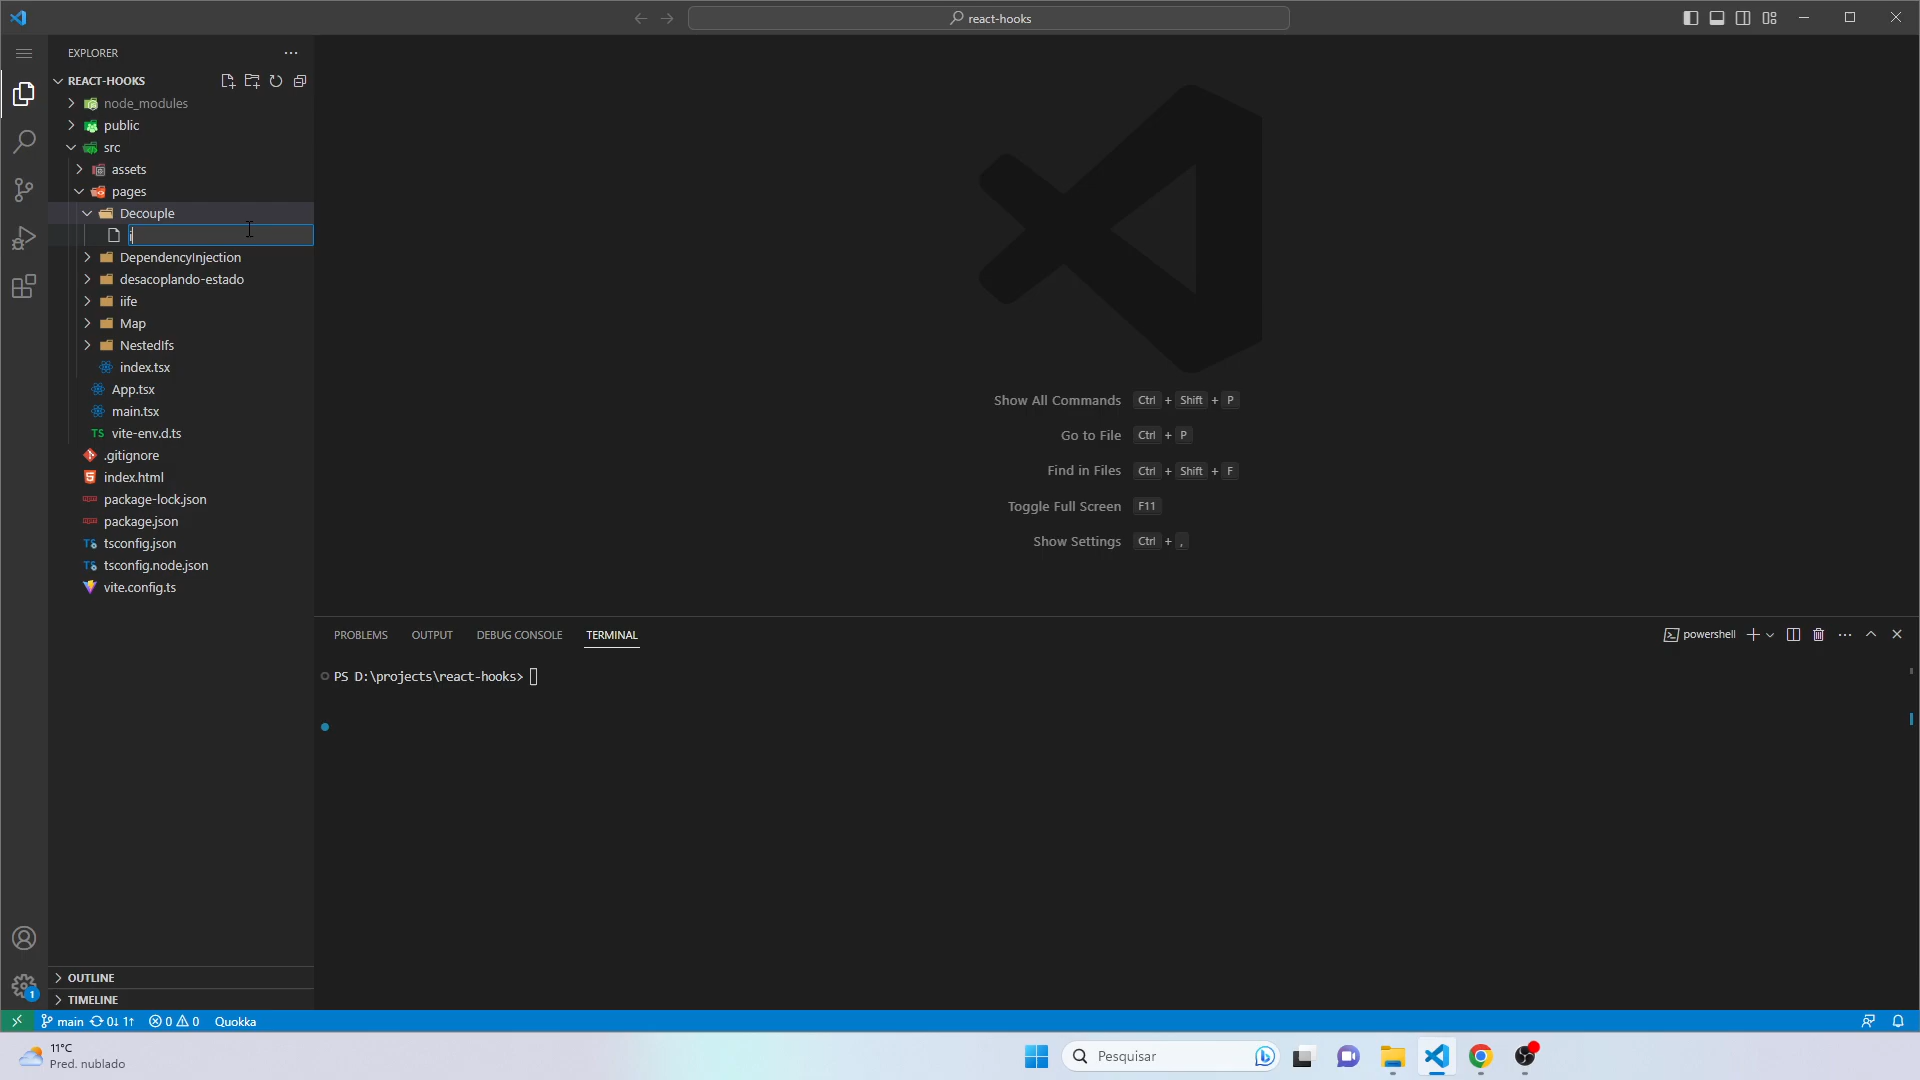 react-hooks
EXPLORER
REACT-HOOKS
node_modules
public
src
assets
pages
Decouple
i
DependencyInjection
desacoplando-estado
iife
Map
NestedIfs
index.tsx
App.tsx
main.tsx
TS vite-env.d.ts
.gitignore
index.html
package-lock.json
package.json
tsconfig.json
tsconfig.node.json
vite.config.ts
OUTLINE
TIMELINE
Show All Commands Ctrl + Shift + P
Go to File Ctrl + P
Find in Files Ctrl + Shift + F
Toggle Full Screen F11
Show Settings Ctrl + ,
PROBLEMS OUTPUT DEBUG CONSOLE TERMINAL
powershell
PS D:\projects\react-hooks>
1
main 0↓ 1↑ 0 0 Quokka
11°C
Pred. nublado
Pesquisar